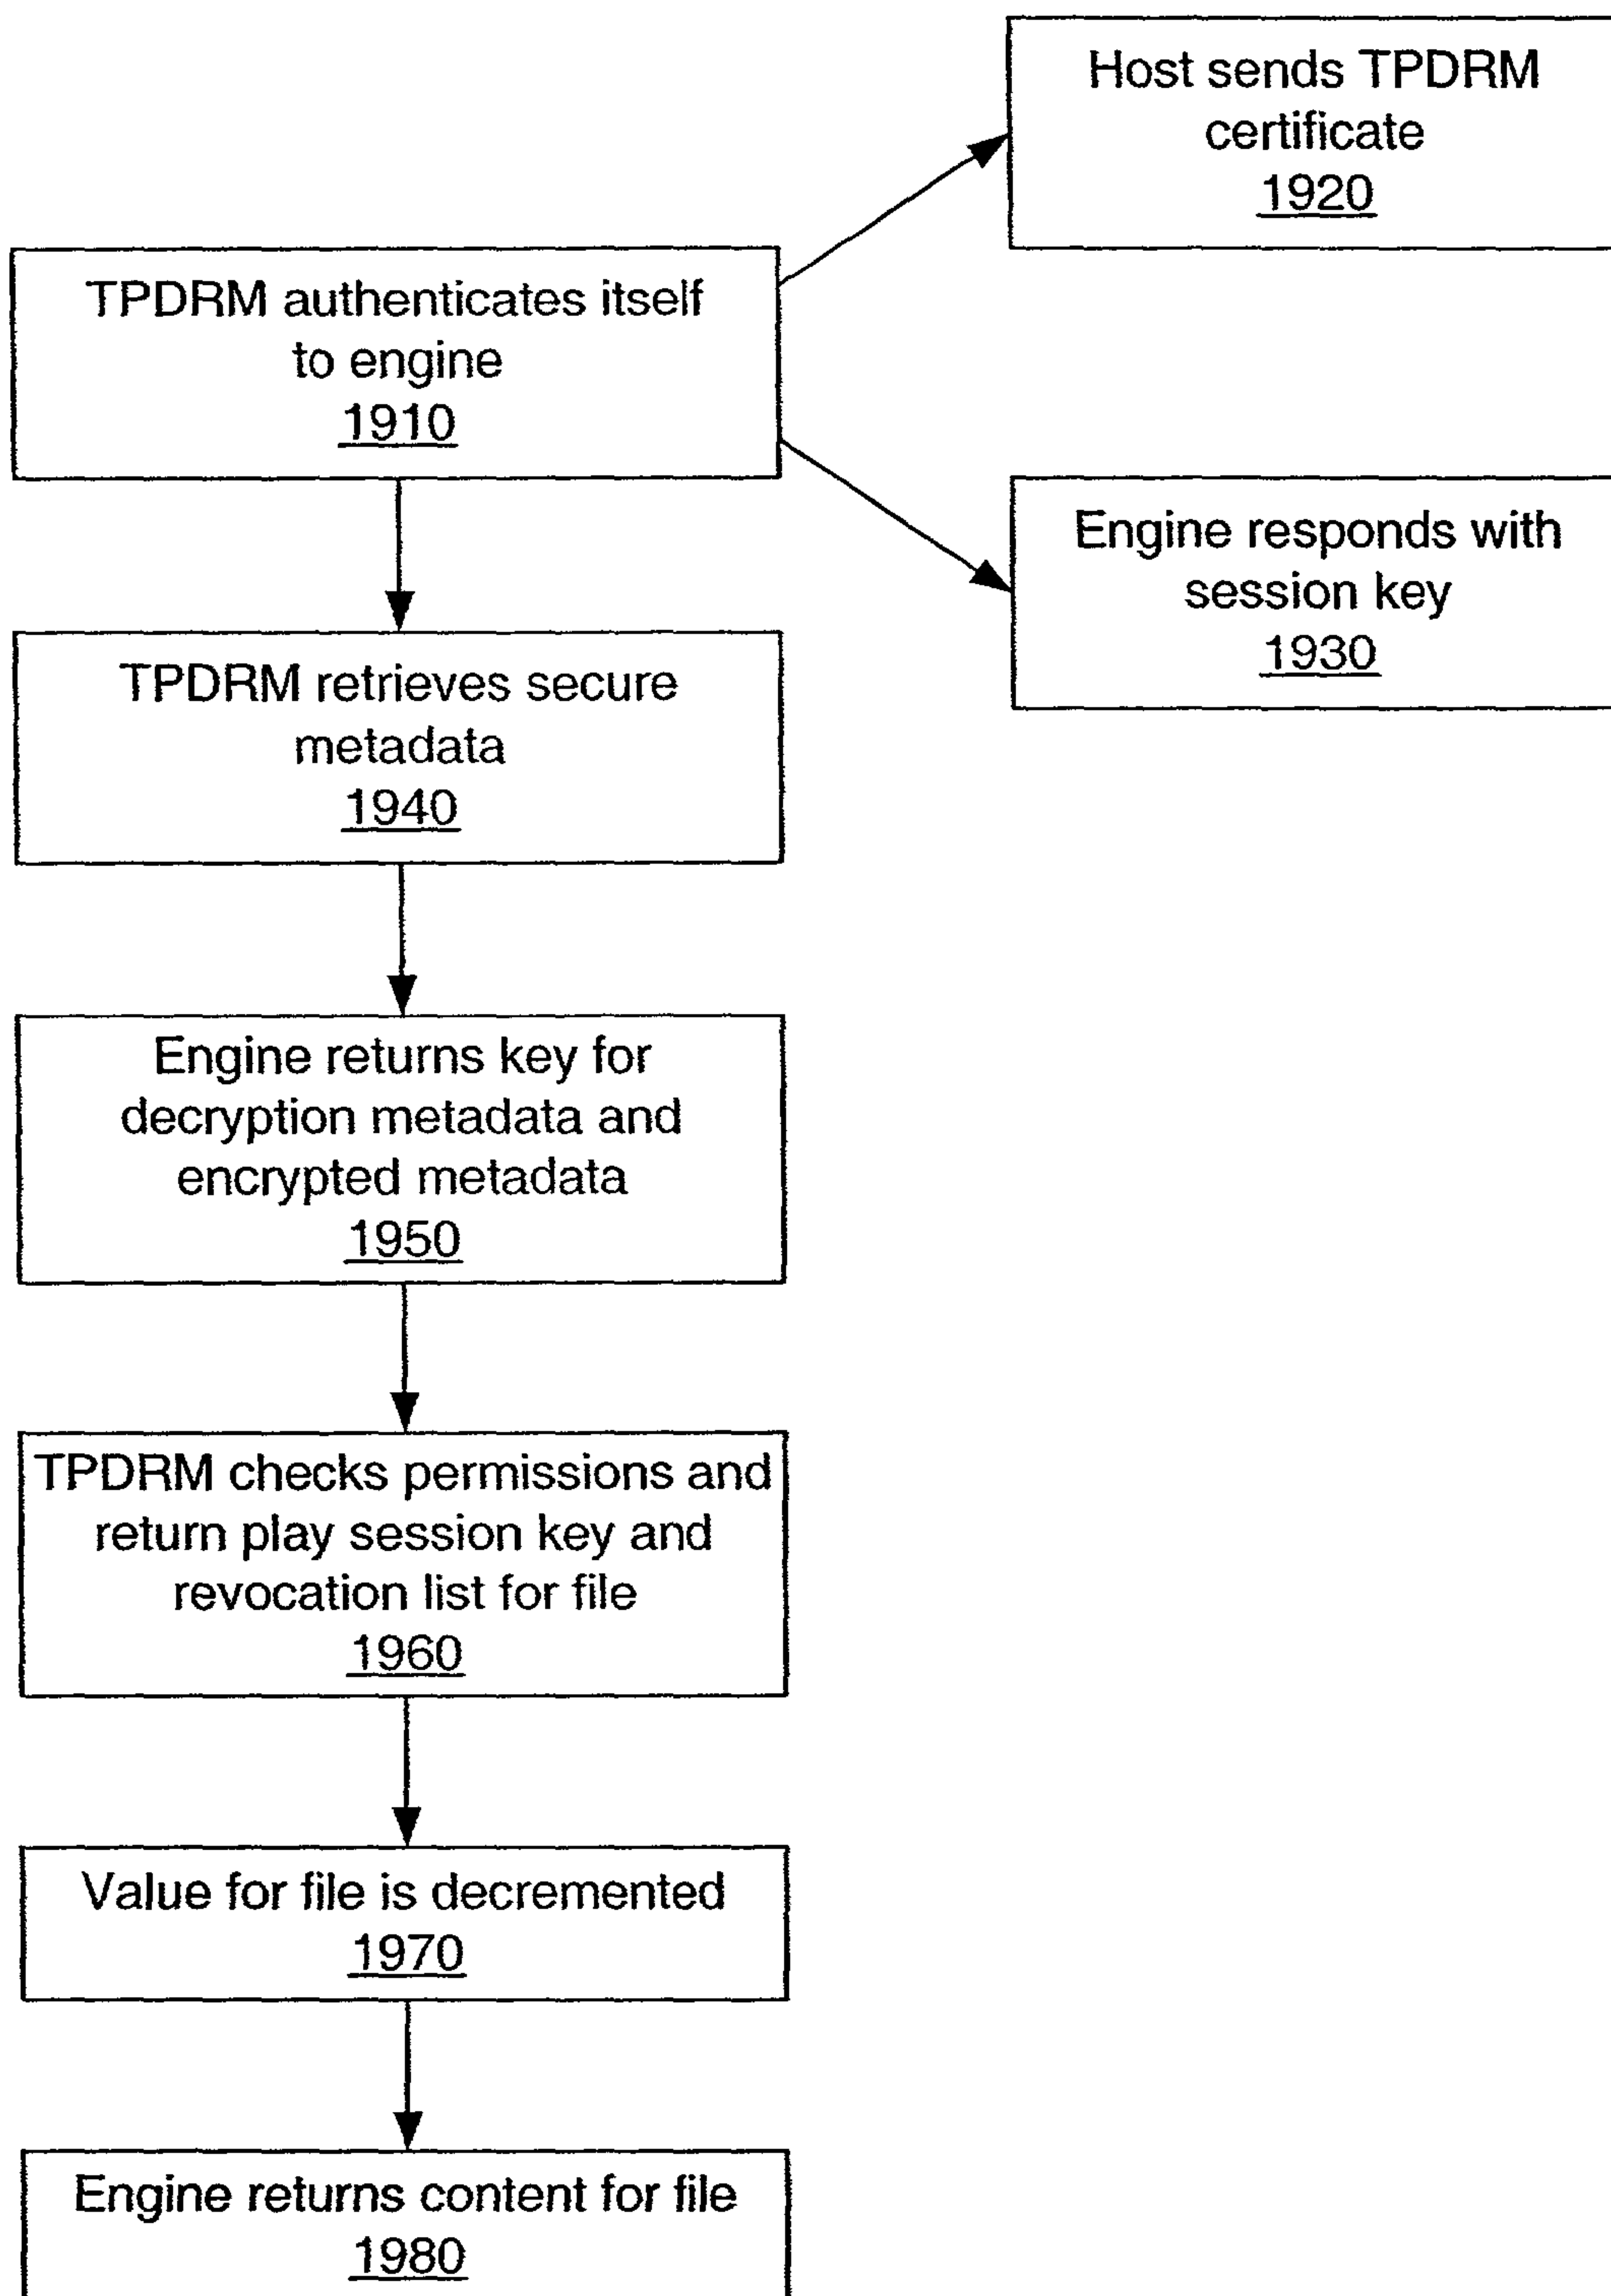 Host sends TPDRM
certificate
1920
TPDRM authenticates itself
to engine
1910
Engine responds with
session key
1930
TPDRM retrieves secure
metadata
1940
Engine returns key for
decryption metadata and
encrypted metadata
1950
TPDRM checks permissions and
return play session key and
revocation list for file
1960
Value for file is decremented
1970
Engine returns content for file
1980